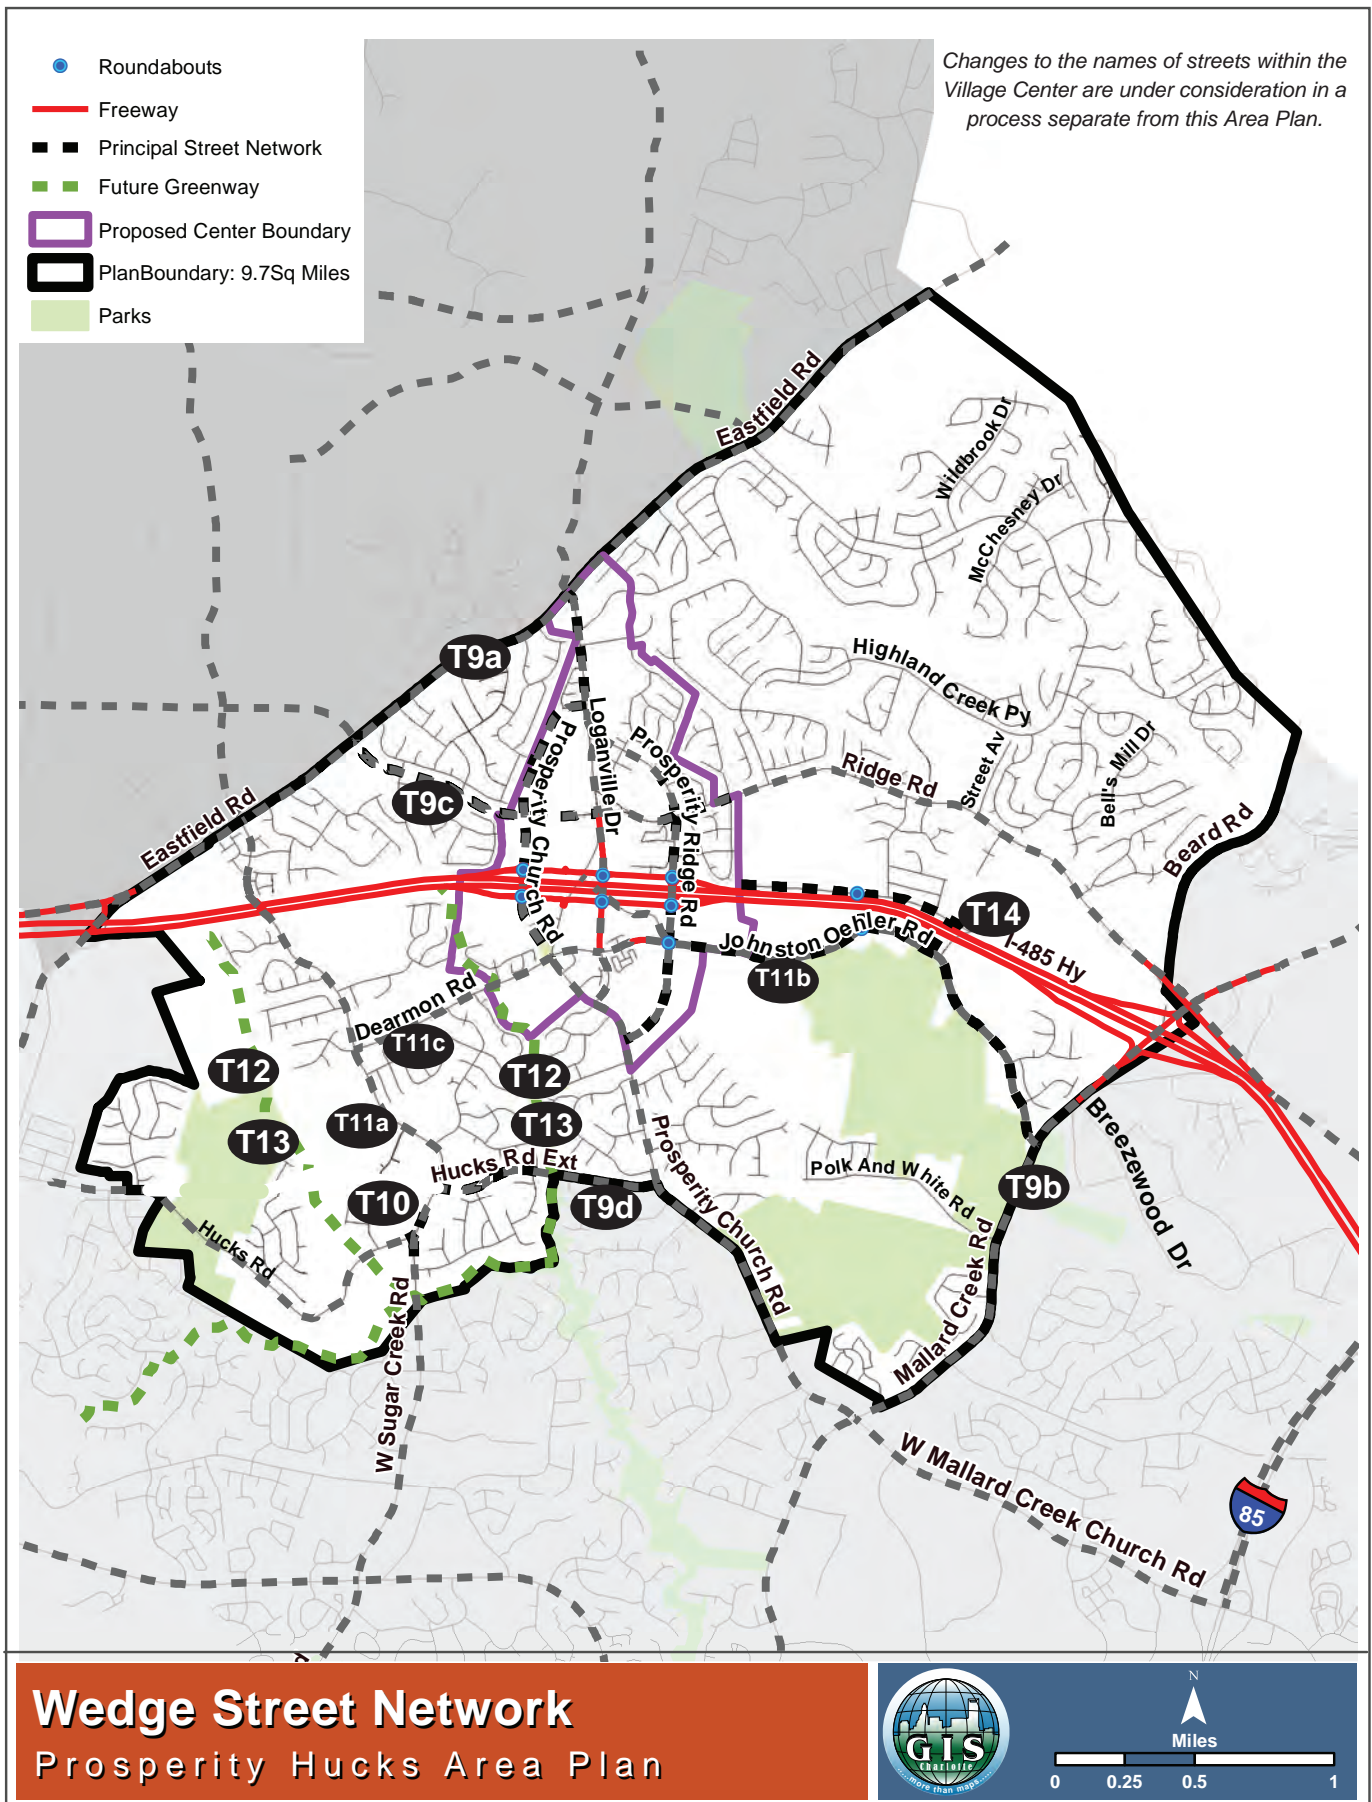 Roundabouts
Freeway
Principal Street Network
Future Greenway
Proposed Center Boundary
PlanBoundary: 9.7Sq Miles
Parks
Changes to the names of streets within the
Village Center are under consideration in a
process separate from this Area Plan.
Eastfield Rd
Wildbrook Dr
McChesney Dr
T9a
Highland Creek Py
Loganville Dr
Prosperity Church Rd
Prosperity Ridge Rd
Ridge Rd
Street Av
Bell's Mill Dr
Beard Rd
T9c
Eastfield Rd
T14
I-485 Hy
Johnston Oehler Rd
T11b
Dearmon Rd
T11c
T12
T12
T13
T11a
T13
Hucks Rd Ext
T10
T9d
Hucks Rd
Prosperity Church Rd
Polk And White Rd
T9b
Breezewood Dr
Mallard Creek Rd
W Sugar Creek Rd
W Mallard Creek Church Rd
85
d
Wedge Street Network
Prosperity Hucks Area Plan
GIS
Charlotte
.....more than maps.....
N
Miles
0 0.25 0.5 1